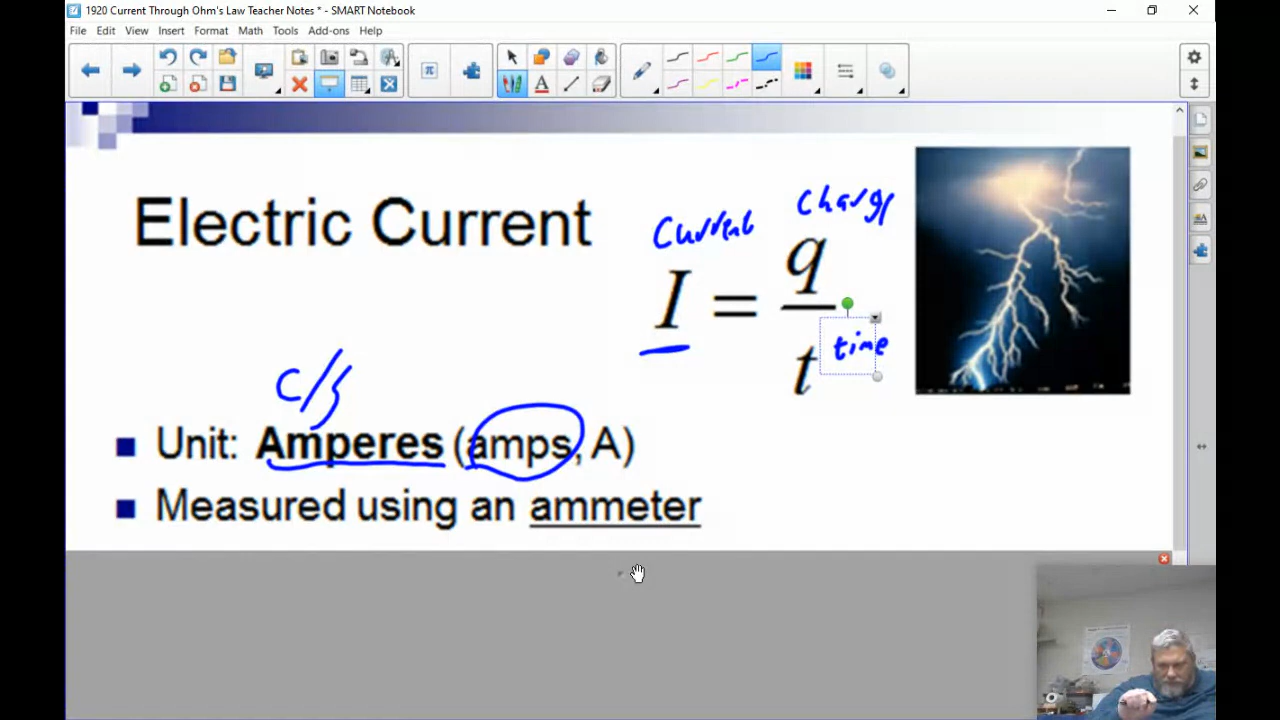 1920 Current Through Ohm's Law Teacher Notes * - SMART Notebook
File Edit View Insert Format Math Tools Add-ons Help
Electric Current
Current
charge
I = q
t
time
C/s
Unit: Amperes (amps, A)
Measured using an ammeter